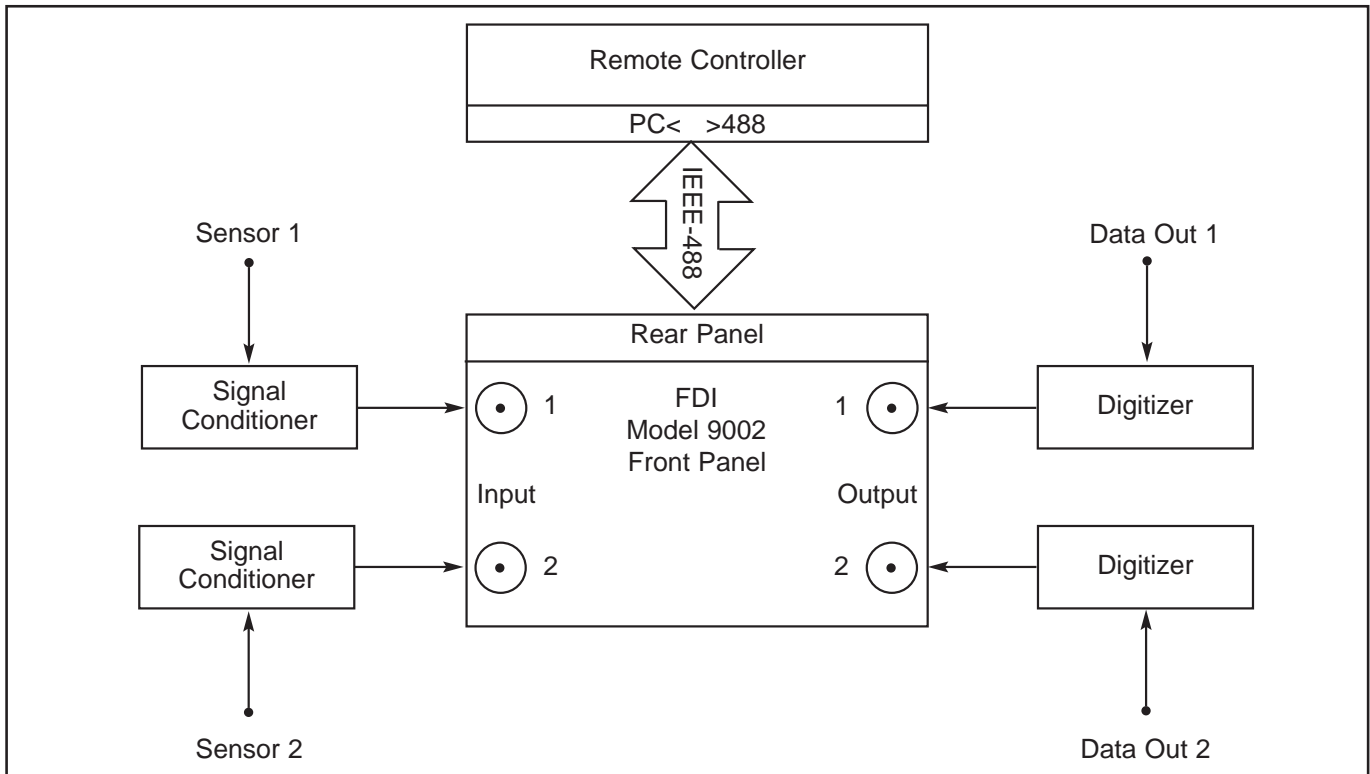 Remote Controller
PC<   >488
IEEE-488
Sensor 1
Data Out 1
Rear Panel
Signal
Conditioner
1
FDI
Model 9002
Front Panel
1
Digitizer
Input
Output
Signal
Conditioner
2
2
Digitizer
Sensor 2
Data Out 2